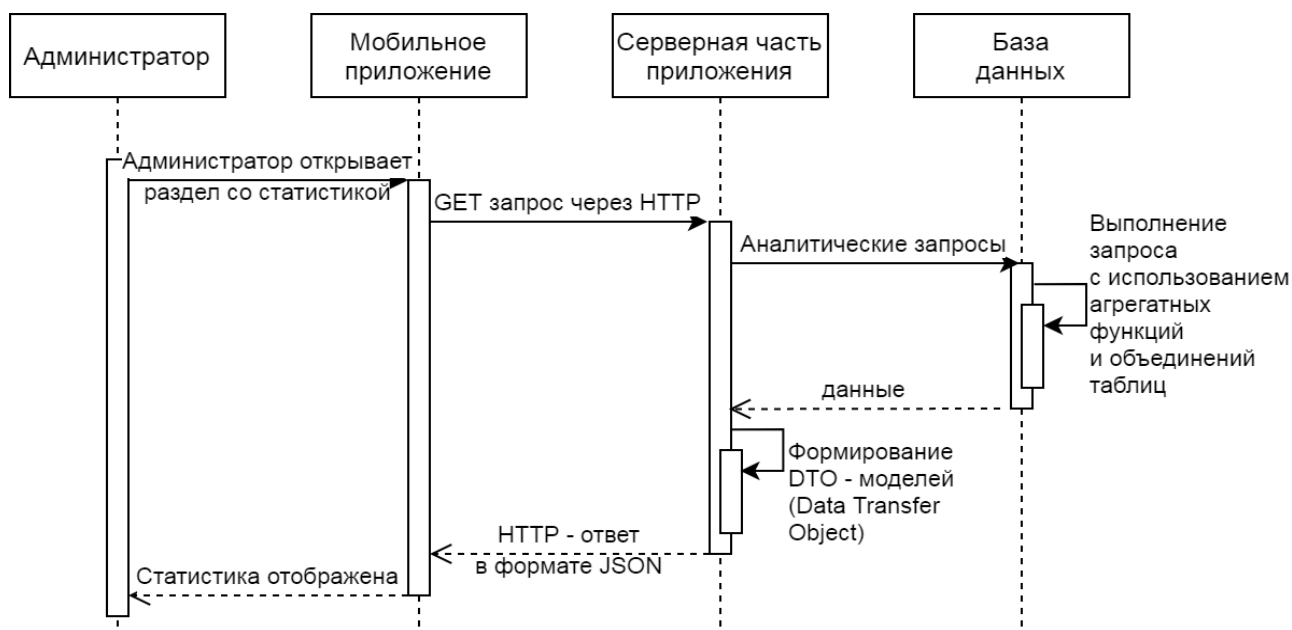 Администратор
Мобильное
приложение
Серверная часть
приложения
База
данных
Администратор открывает
раздел со статистикой
GET запрос через HTTP
Аналитические запросы
Выполнение
запроса
с использованием
агрегатных
функций
и объединений
таблиц
данные
Формирование
DTO - моделей
(Data Transfer
Object)
HTTP - ответ
в формате JSON
Статистика отображена